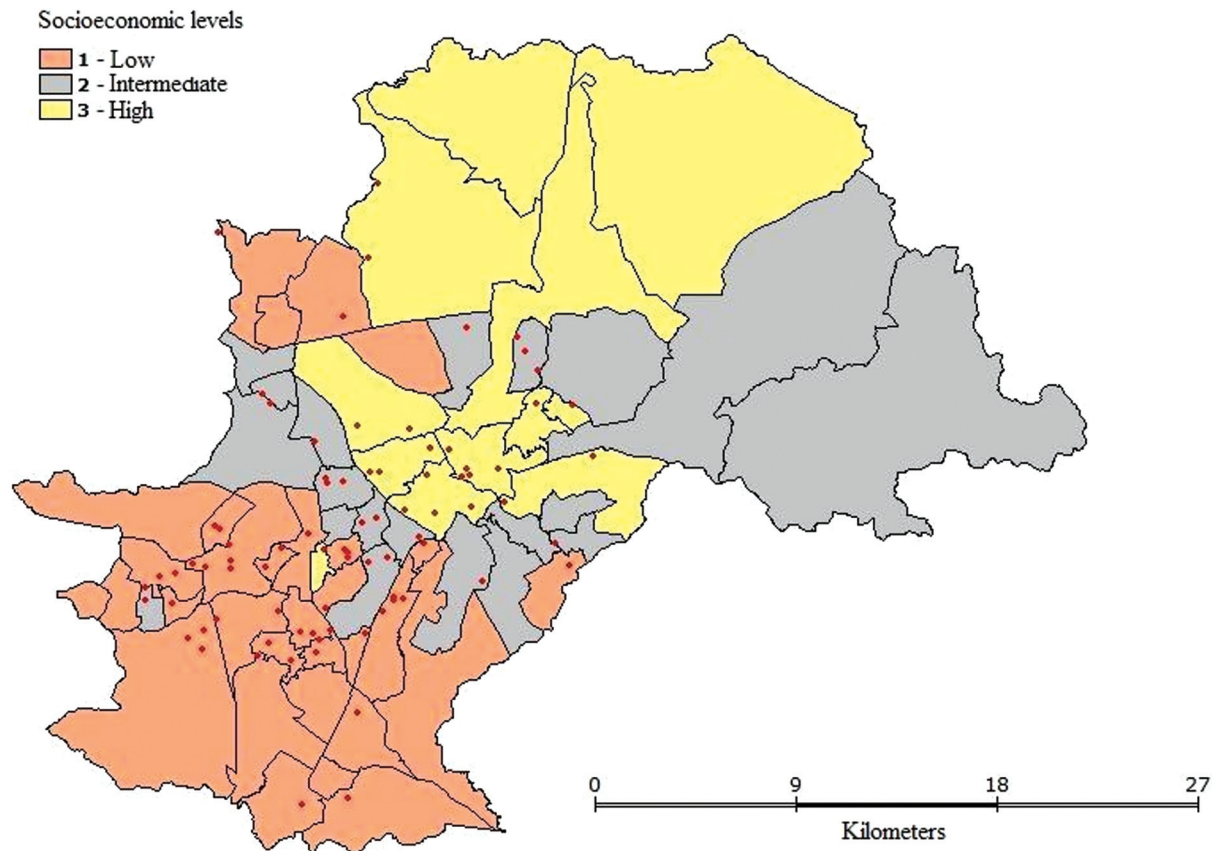 Socioeconomic levels
1 - Low
2 - Intermediate
3 - High
0 9 18 27
Kilometers